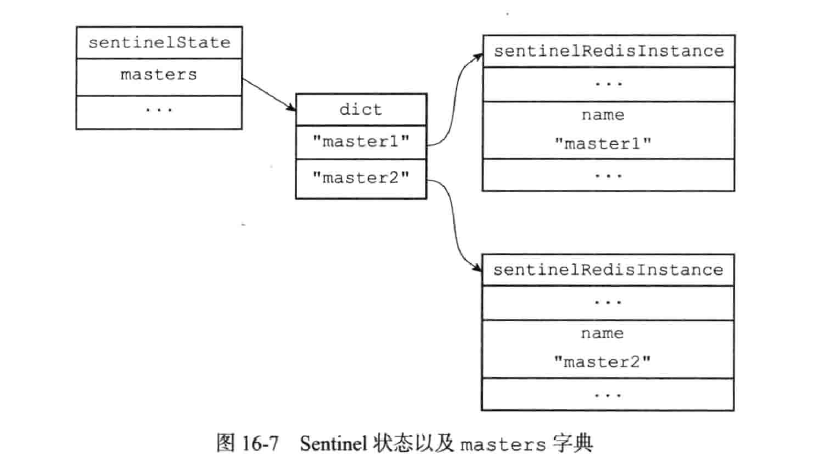 sentinelState
masters
...
dict
"master1"
"master2"
sentinelRedisInstance
...
name
"master1"
...
sentinelRedisInstance
...
name
"master2"
...
图 16-7 Sentinel 状态以及 masters 字典